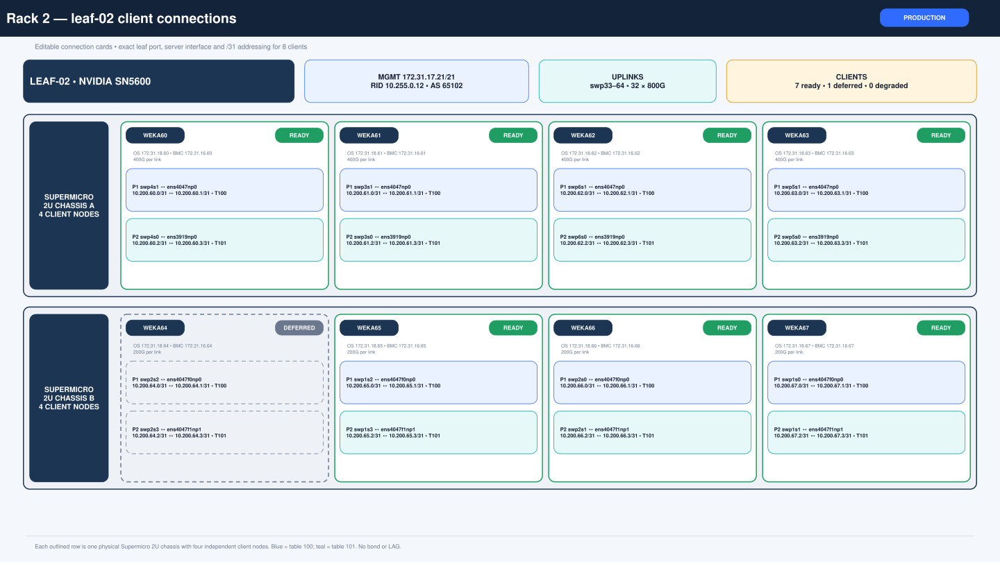 Rack 2 — leaf-02 client connections
PRODUCTION
Editable connection cards • exact leaf port, server interface and /31 addressing for 8 clients
LEAF-02 • NVIDIA SN5600
MGMT 172.31.17.21/21
RID 10.255.0.12 • AS 65102
UPLINKS
swp33–64 • 32 × 800G
CLIENTS
7 ready • 1 deferred • 0 degraded
SUPERMICRO
2U CHASSIS A
4 CLIENT NODES
WEKA60
READY
OS 172.31.18.60 • BMC 172.31.16.60
400G per link
P1 swp4s1 ↔ ens4047np0
10.200.60.0/31 ↔ 10.200.60.1/31 • T100
P2 swp4s0 ↔ ens3919np0
10.200.60.2/31 ↔ 10.200.60.3/31 • T101
WEKA61
READY
OS 172.31.18.61 • BMC 172.31.16.61
400G per link
P1 swp3s1 ↔ ens4047np0
10.200.61.0/31 ↔ 10.200.61.1/31 • T100
P2 swp3s0 ↔ ens3919np0
10.200.61.2/31 ↔ 10.200.61.3/31 • T101
WEKA62
READY
OS 172.31.18.62 • BMC 172.31.16.62
400G per link
P1 swp6s1 ↔ ens4047np0
10.200.62.0/31 ↔ 10.200.62.1/31 • T100
P2 swp6s0 ↔ ens3919np0
10.200.62.2/31 ↔ 10.200.62.3/31 • T101
WEKA63
READY
OS 172.31.18.63 • BMC 172.31.16.63
400G per link
P1 swp5s1 ↔ ens4047np0
10.200.63.0/31 ↔ 10.200.63.1/31 • T100
P2 swp5s0 ↔ ens3919np0
10.200.63.2/31 ↔ 10.200.63.3/31 • T101
SUPERMICRO
2U CHASSIS B
4 CLIENT NODES
WEKA64
DEFERRED
OS 172.31.18.64 • BMC 172.31.16.64
200G per link
P1 swp2s2 ↔ ens4047f0np0
10.200.64.0/31 ↔ 10.200.64.1/31 • T100
P2 swp2s3 ↔ ens4047f1np1
10.200.64.2/31 ↔ 10.200.64.3/31 • T101
WEKA65
READY
OS 172.31.18.65 • BMC 172.31.16.65
200G per link
P1 swp1s2 ↔ ens4047f0np0
10.200.65.0/31 ↔ 10.200.65.1/31 • T100
P2 swp1s3 ↔ ens4047f1np1
10.200.65.2/31 ↔ 10.200.65.3/31 • T101
WEKA66
READY
OS 172.31.18.66 • BMC 172.31.16.66
200G per link
P1 swp2s0 ↔ ens4047f0np0
10.200.66.0/31 ↔ 10.200.66.1/31 • T100
P2 swp2s1 ↔ ens4047f1np1
10.200.66.2/31 ↔ 10.200.66.3/31 • T101
WEKA67
READY
OS 172.31.18.67 • BMC 172.31.16.67
200G per link
P1 swp1s0 ↔ ens4047f0np0
10.200.67.0/31 ↔ 10.200.67.1/31 • T100
P2 swp1s1 ↔ ens4047f1np1
10.200.67.2/31 ↔ 10.200.67.3/31 • T101
Each outlined row is one physical Supermicro 2U chassis with four independent client nodes. Blue = table 100; teal = table 101. No bond or LAG.